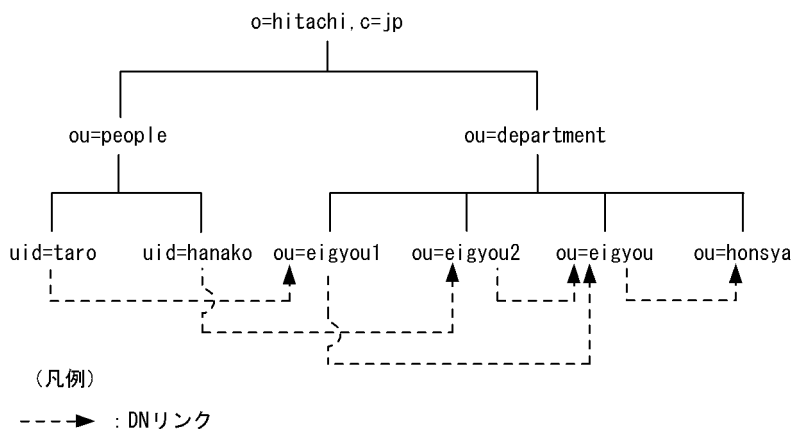 o=hitachi,c=jp
ou=people
ou=department
uid=taro
uid=hanako
ou=eigyou1
ou=eigyou2
ou=eigyou
ou=honsya
(凡例)
：DNリンク